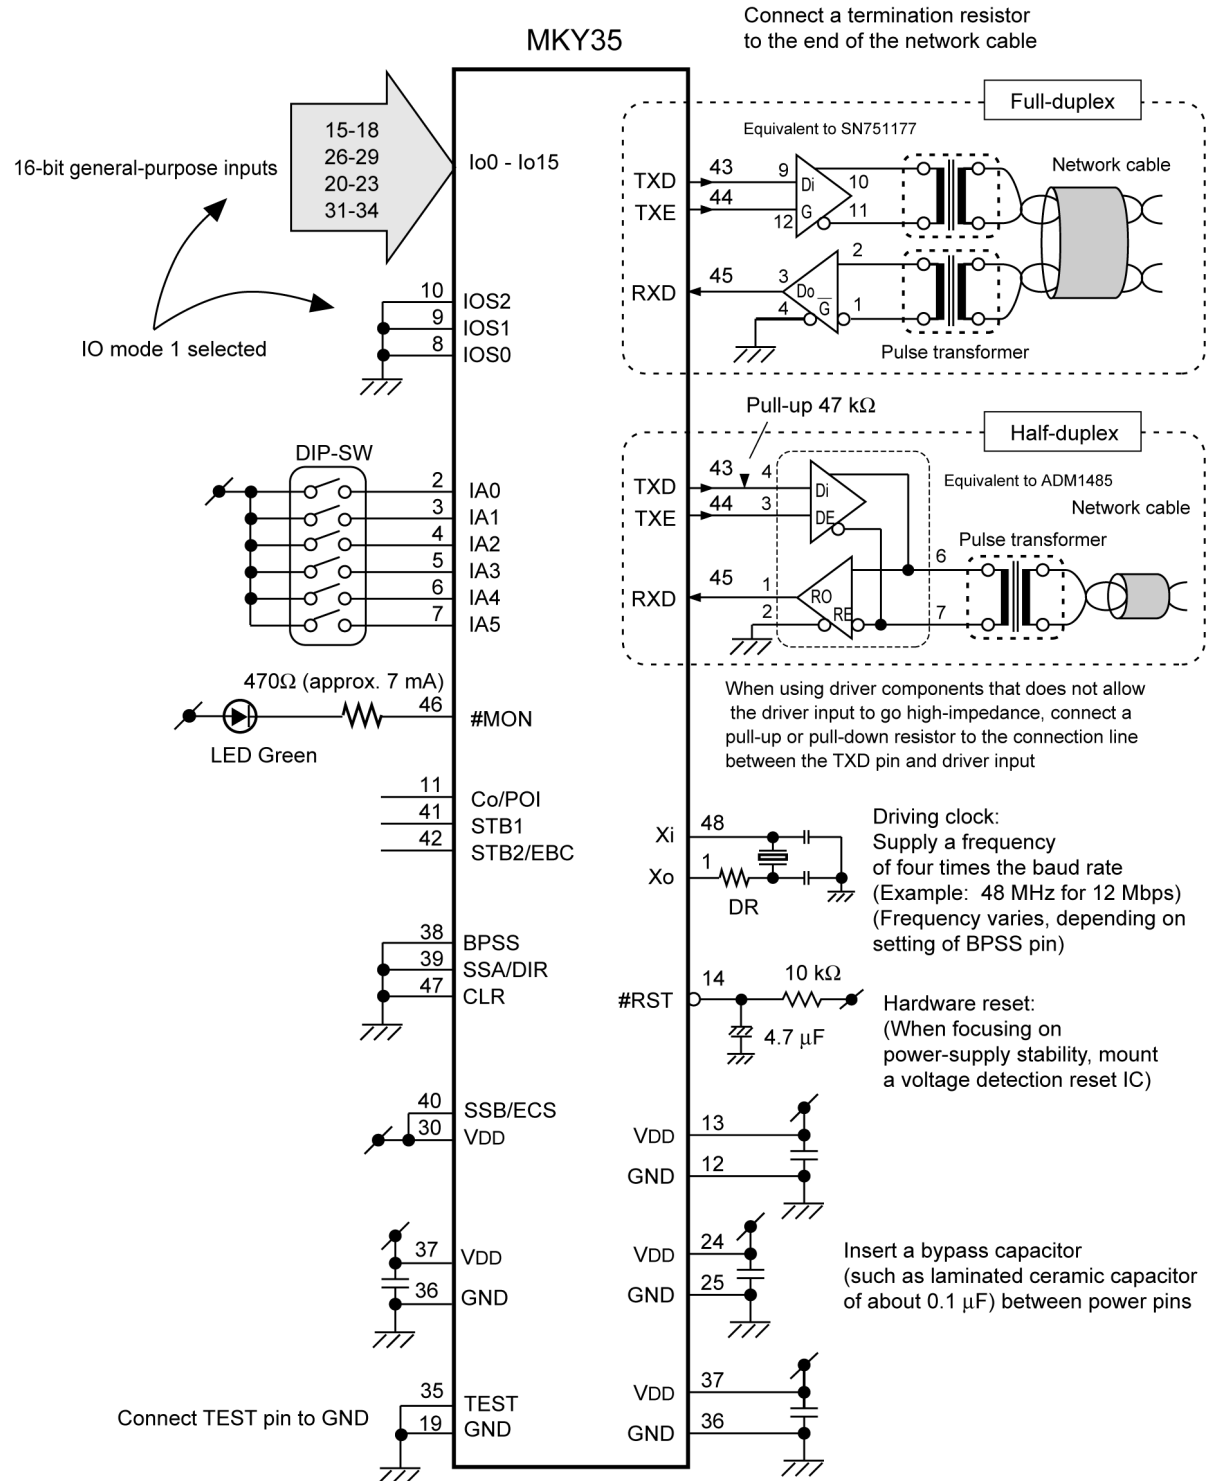 Connect a termination resistor
to the end of the network cable
MKY35
16-bit general-purpose inputs
15-18
26-29
20-23
31-34
Io0 - Io15
IO mode 1 selected
10 IOS2
9 IOS1
8 IOS0
DIP-SW
2 IA0
3 IA1
4 IA2
5 IA3
6 IA4
7 IA5
470Ω (approx. 7 mA)
46 #MON
LED Green
11 Co/POI
41 STB1
42 STB2/EBC
38 BPSS
39 SSA/DIR
47 CLR
40 SSB/ECS
30 VDD
37 VDD
36 GND
Connect TEST pin to GND
35 TEST
19 GND
Full-duplex
Equivalent to SN751177
Network cable
TXD 43 9 Di 10
TXE 44 12 G 11
RXD 45 3 Do 2
4 G 1
Pulse transformer
Pull-up 47 kΩ
Half-duplex
Equivalent to ADM1485
Network cable
Pulse transformer
TXD 43 4 Di
TXE 44 3 DE
6
RXD 45 1 RO
2 RE 7
When using driver components that does not allow
the driver input to go high-impedance, connect a
pull-up or pull-down resistor to the connection line
between the TXD pin and driver input
Xi 48
Xo 1
DR
Driving clock:
Supply a frequency
of four times the baud rate
(Example: 48 MHz for 12 Mbps)
(Frequency varies, depending on
setting of BPSS pin)
#RST 14 10 kΩ
4.7 µF
Hardware reset:
(When focusing on
power-supply stability, mount
a voltage detection reset IC)
VDD 13
GND 12
VDD 24
GND 25
Insert a bypass capacitor
(such as laminated ceramic capacitor
of about 0.1 µF) between power pins
VDD 37
GND 36